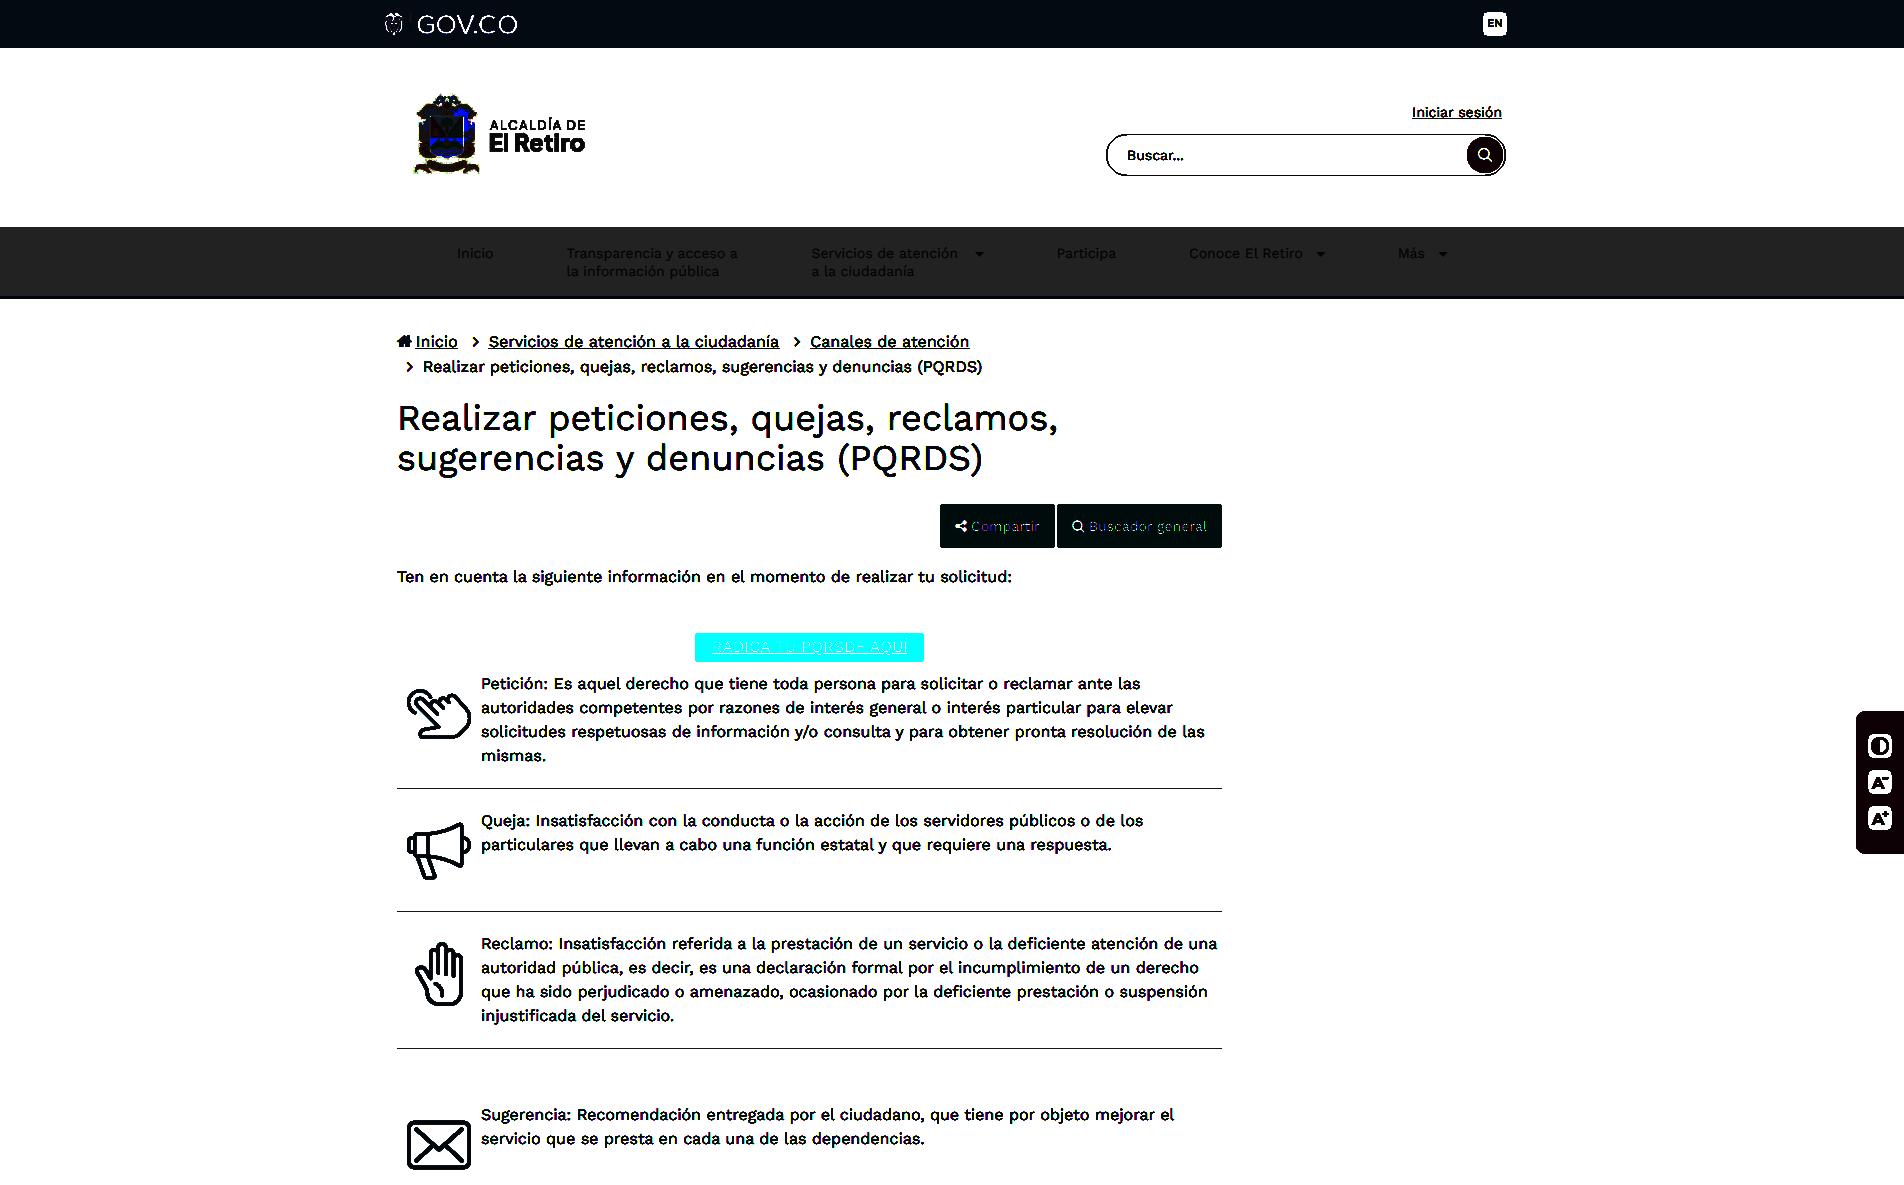 GOV.CO
EN
ALCALDÍA DE
El Retiro
Iniciar sesión
Buscar...
Inicio
Transparencia y acceso a
la información pública
Servicios de atención
a la ciudadanía
Participa
Conoce El Retiro
Más
Inicio > Servicios de atención a la ciudadanía > Canales de atención
> Realizar peticiones, quejas, reclamos, sugerencias y denuncias (PQRDS)
Realizar peticiones, quejas, reclamos,
sugerencias y denuncias (PQRDS)
Compartir
Buscador general
Ten en cuenta la siguiente información en el momento de realizar tu solicitud:
RADICA TU PQRSDF AQUI
Petición: Es aquel derecho que tiene toda persona para solicitar o reclamar ante las
autoridades competentes por razones de interés general o interés particular para elevar
solicitudes respetuosas de información y/o consulta y para obtener pronta resolución de las
mismas.
Queja: Insatisfacción con la conducta o la acción de los servidores públicos o de los
particulares que llevan a cabo una función estatal y que requiere una respuesta.
Reclamo: Insatisfacción referida a la prestación de un servicio o la deficiente atención de una
autoridad pública, es decir, es una declaración formal por el incumplimiento de un derecho
que ha sido perjudicado o amenazado, ocasionado por la deficiente prestación o suspensión
injustificada del servicio.
Sugerencia: Recomendación entregada por el ciudadano, que tiene por objeto mejorar el
servicio que se presta en cada una de las dependencias.
A-
A+